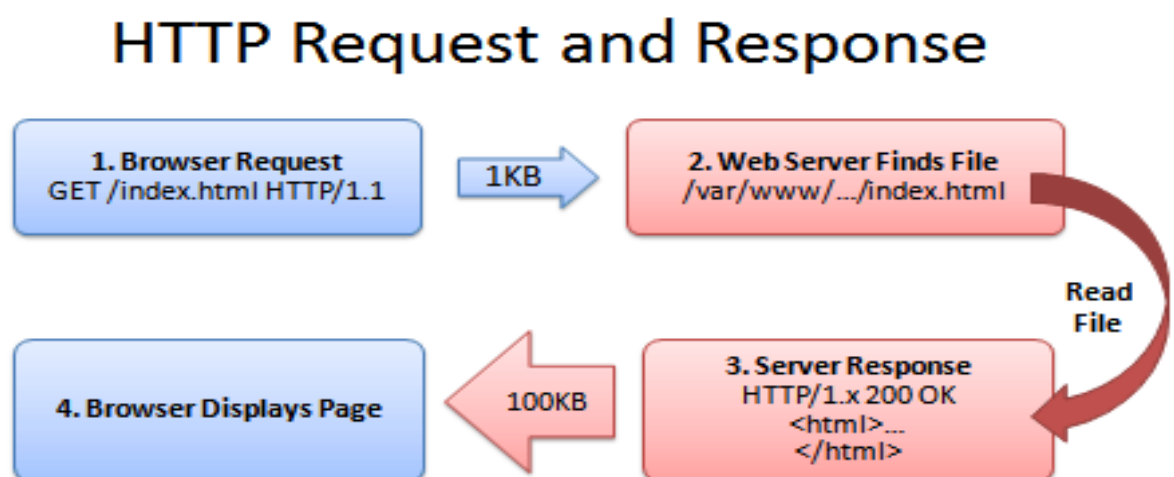 HTTP Request and Response
1. Browser Request
GET /index.html HTTP/1.1
1KB
2. Web Server Finds File
/var/www/.../index.html
Read
File
3. Server Response
HTTP/1.x 200 OK
<html>...
</html>
100KB
4. Browser Displays Page